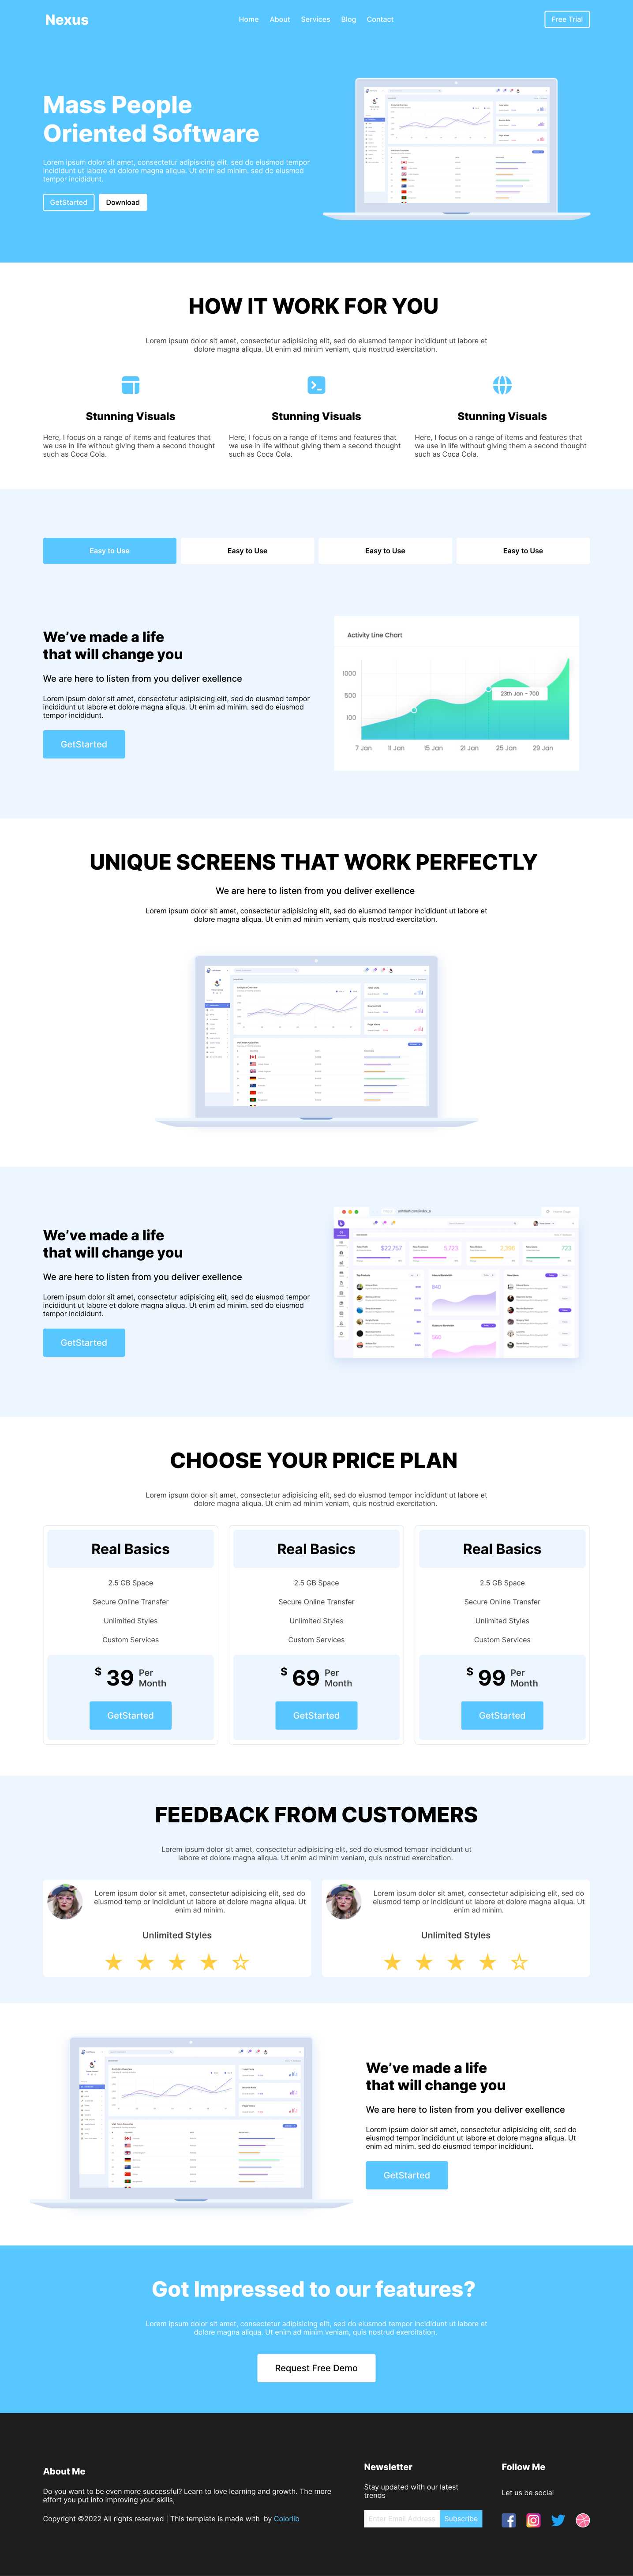 Nexus
Home About Services Blog Contact
Free Trial
Mass People
Oriented Software
Lorem ipsum dolor sit amet, consectetur adipisicing elit, sed do eiusmod tempor
incididunt ut labore et dolore magna aliqua. Ut enim ad minim. sed do eiusmod
tempor incididunt.
GetStarted Download
HOW IT WORK FOR YOU
Lorem ipsum dolor sit amet, consectetur adipisicing elit, sed do eiusmod tempor incididunt ut labore et
dolore magna aliqua. Ut enim ad minim veniam, quis nostrud exercitation.
Stunning Visuals
Here, I focus on a range of items and features that
we use in life without giving them a second thought
such as Coca Cola.
Stunning Visuals
Here, I focus on a range of items and features that
we use in life without giving them a second thought
such as Coca Cola.
Stunning Visuals
Here, I focus on a range of items and features that
we use in life without giving them a second thought
such as Coca Cola.
Easy to Use Easy to Use Easy to Use Easy to Use
We’ve made a life
that will change you
We are here to listen from you deliver exellence
Lorem ipsum dolor sit amet, consectetur adipisicing elit, sed do eiusmod tempor
incididunt ut labore et dolore magna aliqua. Ut enim ad minim. sed do eiusmod
tempor incididunt.
GetStarted
Activity Line Chart
1000
500
100
23th Jan - 700
7 Jan 11 Jan 15 Jan 21 Jan 25 Jan 29 Jan
UNIQUE SCREENS THAT WORK PERFECTLY
We are here to listen from you deliver exellence
Lorem ipsum dolor sit amet, consectetur adipisicing elit, sed do eiusmod tempor incididunt ut labore et
dolore magna aliqua. Ut enim ad minim veniam, quis nostrud exercitation.
We’ve made a life
that will change you
We are here to listen from you deliver exellence
Lorem ipsum dolor sit amet, consectetur adipisicing elit, sed do eiusmod tempor
incididunt ut labore et dolore magna aliqua. Ut enim ad minim. sed do eiusmod
tempor incididunt.
GetStarted
$22,757 5,723 2,356 723
840
560
CHOOSE YOUR PRICE PLAN
Lorem ipsum dolor sit amet, consectetur adipisicing elit, sed do eiusmod tempor incididunt ut labore et
dolore magna aliqua. Ut enim ad minim veniam, quis nostrud exercitation.
Real Basics
2.5 GB Space
Secure Online Transfer
Unlimited Styles
Custom Services
$ 39 Per
Month
GetStarted
Real Basics
2.5 GB Space
Secure Online Transfer
Unlimited Styles
Custom Services
$ 69 Per
Month
GetStarted
Real Basics
2.5 GB Space
Secure Online Transfer
Unlimited Styles
Custom Services
$ 99 Per
Month
GetStarted
FEEDBACK FROM CUSTOMERS
Lorem ipsum dolor sit amet, consectetur adipisicing elit, sed do eiusmod tempor incididunt ut
labore et dolore magna aliqua. Ut enim ad minim veniam, quis nostrud exercitation.
Lorem ipsum dolor sit amet, consectetur adipisicing elit, sed do
eiusmod temp or incididunt ut labore et dolore magna aliqua. Ut
enim ad minim.
Unlimited Styles
Lorem ipsum dolor sit amet, consectetur adipisicing elit, sed do
eiusmod temp or incididunt ut labore et dolore magna aliqua. Ut
enim ad minim.
Unlimited Styles
We’ve made a life
that will change you
We are here to listen from you deliver exellence
Lorem ipsum dolor sit amet, consectetur adipisicing elit, sed do
eiusmod tempor incididunt ut labore et dolore magna aliqua. Ut
enim ad minim. sed do eiusmod tempor incididunt.
GetStarted
Got Impressed to our features?
Lorem ipsum dolor sit amet, consectetur adipisicing elit, sed do eiusmod tempor incididunt ut labore et
dolore magna aliqua. Ut enim ad minim veniam, quis nostrud exercitation.
Request Free Demo
About Me
Do you want to be even more successful? Learn to love learning and growth. The more
effort you put into improving your skills,
Copyright ©2022 All rights reserved | This template is made with by Colorlib
Newsletter
Stay updated with our latest
trends
Enter Email Address Subscribe
Follow Me
Let us be social